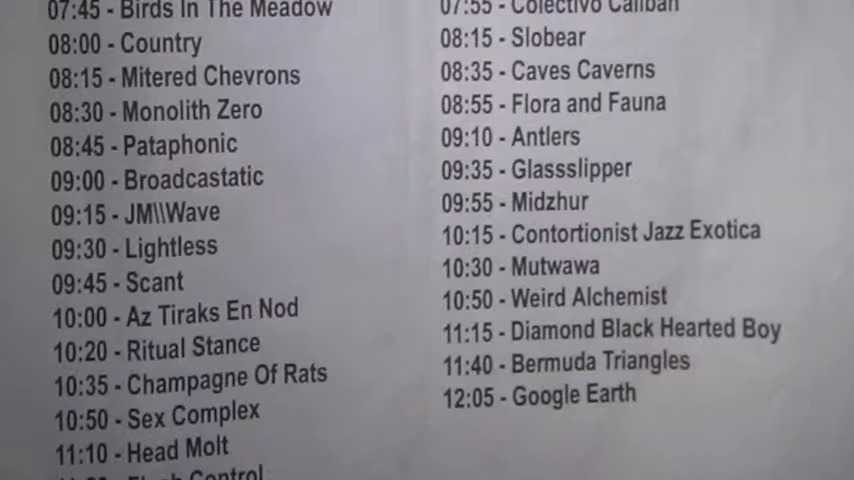 07:45 - Birds In The Meadow
08:00 - Country
08:15 - Mitered Chevrons
08:30 - Monolith Zero
08:45 - Pataphonic
09:00 - Broadcastatic
09:15 - JM\\Wave
09:30 - Lightless
09:45 - Scant
10:00 - Az Tiraks En Nod
10:20 - Ritual Stance
10:35 - Champagne Of Rats
10:50 - Sex Complex
11:10 - Head Molt
Control
07:55 - Colectivo Caliban
08:15 - Slobear
08:35 - Caves Caverns
08:55 - Flora and Fauna
09:10 - Antlers
09:35 - Glassslipper
09:55 - Midzhur
10:15 - Contortionist Jazz Exotica
10:30 - Mutwawa
10:50 - Weird Alchemist
11:15 - Diamond Black Hearted Boy
11:40 - Bermuda Triangles
12:05 - Google Earth